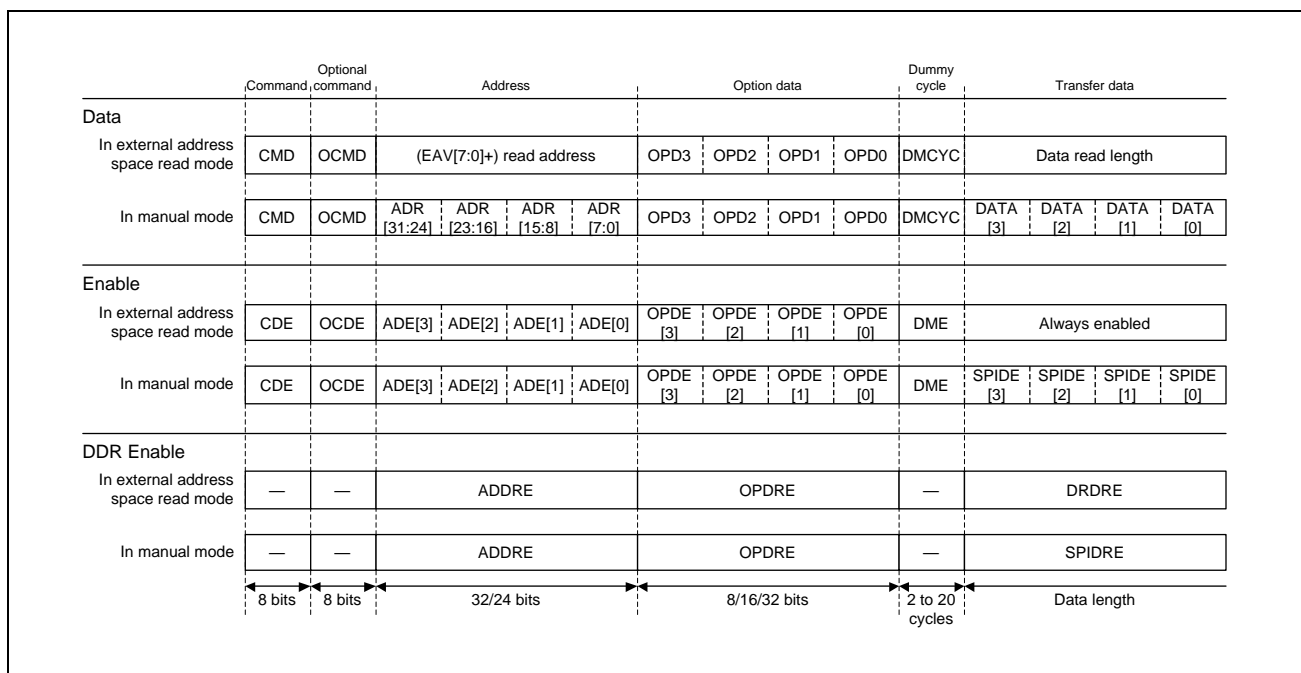 Command Optional command Address Option data Dummy cycle Transfer data
Data
In external address space read mode CMD OCMD (EAV[7:0]+) read address OPD3 OPD2 OPD1 OPD0 DMCYC Data read length
In manual mode CMD OCMD ADR [31:24] ADR [23:16] ADR [15:8] ADR [7:0] OPD3 OPD2 OPD1 OPD0 DMCYC DATA [3] DATA [2] DATA [1] DATA [0]
Enable
In external address space read mode CDE OCDE ADE[3] ADE[2] ADE[1] ADE[0] OPDE [3] OPDE [2] OPDE [1] OPDE [0] DME Always enabled
In manual mode CDE OCDE ADE[3] ADE[2] ADE[1] ADE[0] OPDE [3] OPDE [2] OPDE [1] OPDE [0] DME SPIDE [3] SPIDE [2] SPIDE [1] SPIDE [0]
DDR Enable
In external address space read mode — — ADDRE OPDRE — DRDRE
In manual mode — — ADDRE OPDRE — SPIDRE
8 bits 8 bits 32/24 bits 8/16/32 bits 2 to 20 cycles Data length